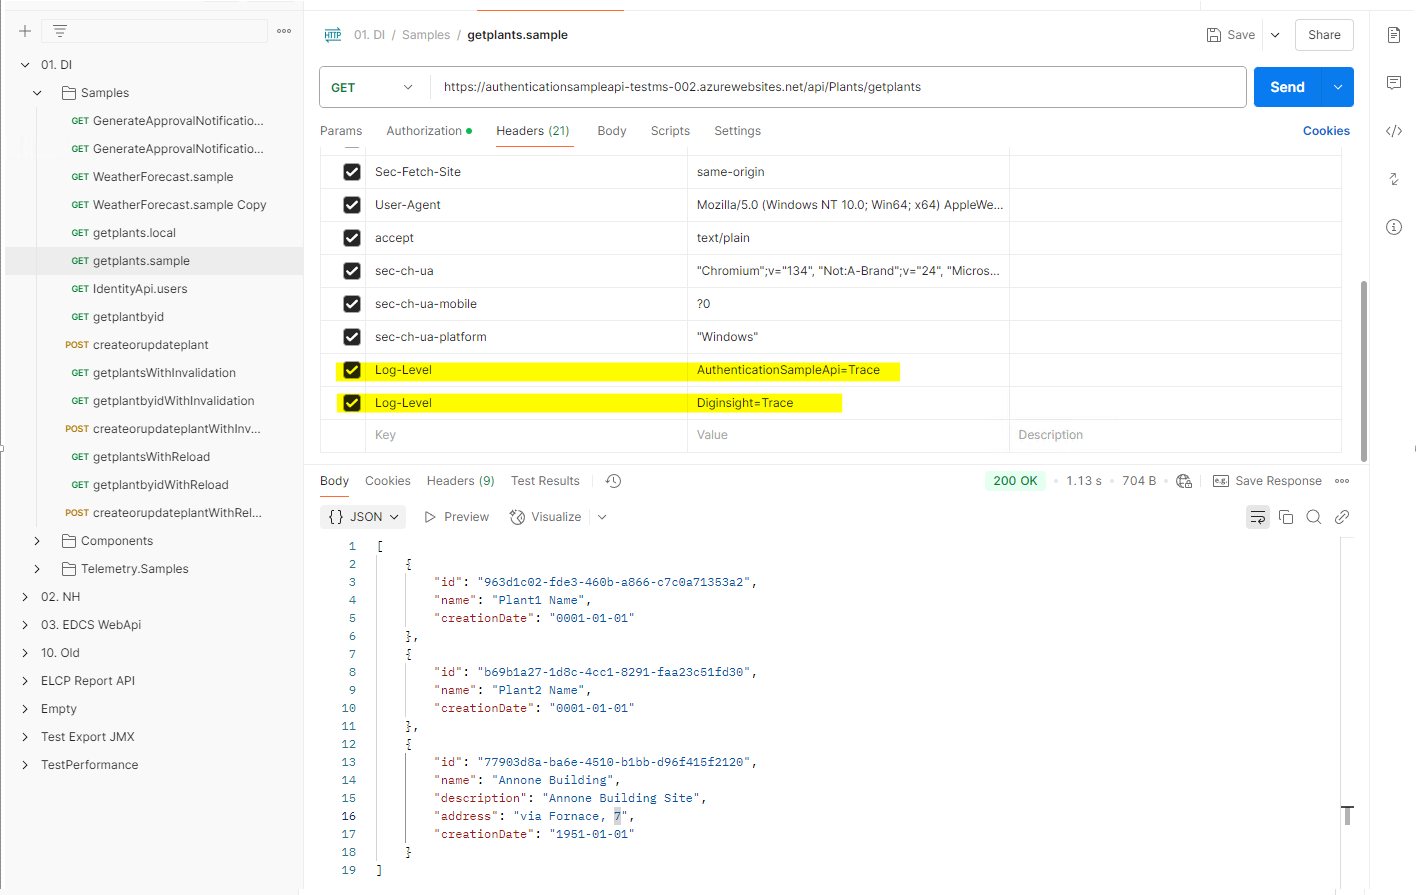 01. DI / Samples / getplants.sample
Save
Share
01. DI
Samples
GET GenerateApprovalNotificatio...
GET GenerateApprovalNotificatio...
GET WeatherForecast.sample
GET WeatherForecast.sample Copy
GET getplants.local
GET getplants.sample
GET IdentityApi.users
GET getplantbyid
POST createorupdateplant
GET getplantsWithInvalidation
GET getplantbyidWithInvalidation
POST createorupdateplantWithInv...
GET getplantsWithReload
GET getplantbyidWithReload
POST createorupdateplantWithRel...
Components
Telemetry.Samples
02. NH
03. EDCS WebApi
10. Old
ELCP Report API
Empty
Test Export JMX
TestPerformance
HTTP
GET https://authenticationsampleapi-testms-002.azurewebsites.net/api/Plants/getplants
Send
Params Authorization Headers (21) Body Scripts Settings Cookies
Sec-Fetch-Site same-origin
User-Agent Mozilla/5.0 (Windows NT 10.0; Win64; x64) AppleWe...
accept text/plain
sec-ch-ua "Chromium";v="134", "Not:A-Brand";v="24", "Micros...
sec-ch-ua-mobile ?0
sec-ch-ua-platform "Windows"
Log-Level AuthenticationSampleApi=Trace
Log-Level Diginsight=Trace
Key Value Description
Body Cookies Headers (9) Test Results 200 OK 1.13 s 704 B e.g. Save Response
{} JSON Preview Visualize
1 [
2 {
3 "id": "963d1c02-fde3-460b-a866-c7c0a71353a2",
4 "name": "Plant1 Name",
5 "creationDate": "0001-01-01"
6 },
7 {
8 "id": "b69b1a27-1d8c-4cc1-8291-faa23c51fd30",
9 "name": "Plant2 Name",
10 "creationDate": "0001-01-01"
11 },
12 {
13 "id": "77903d8a-ba6e-4510-b1bb-d96f415f2120",
14 "name": "Annone Building",
15 "description": "Annone Building Site",
16 "address": "via Fornace, 7",
17 "creationDate": "1951-01-01"
18 }
19 ]